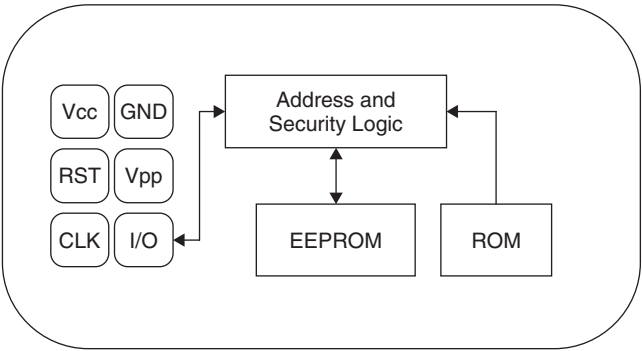 Vcc GND
RST Vpp
CLK I/O
Address and
Security Logic
EEPROM
ROM